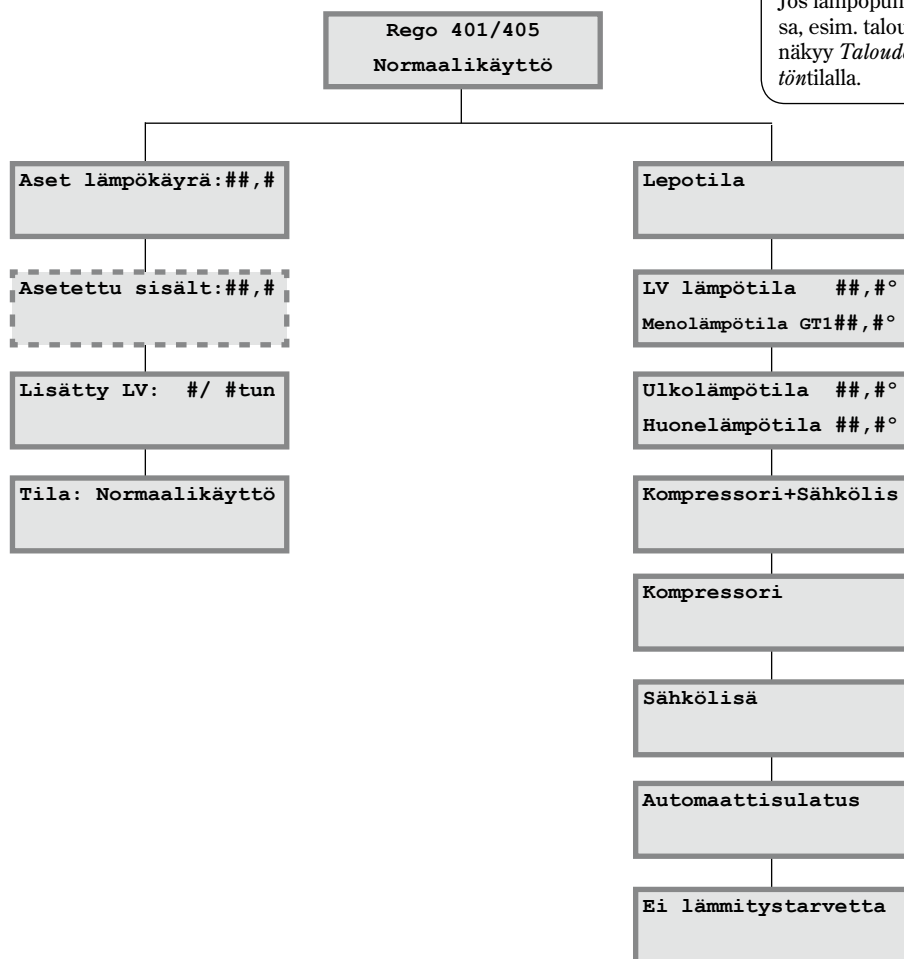 Jos lämpöpum
sa, esim. talou
näkyy Taloude
töntilalla.
Rego 401/405
Normaalikäyttö
Aset lämpökäyrä:##,#
Asetettu sisält:##,#
Lisätty LV: #/ #tun
Tila: Normaalikäyttö
Lepotila
LV lämpötila ##,#°
Menolämpötila GT1##,#°
Ulkolämpötila ##,#°
Huonelämpötila ##,#°
Kompressori+Sähkölis
Kompressori
Sähkölisä
Automaattisulatus
Ei lämmitystarvetta